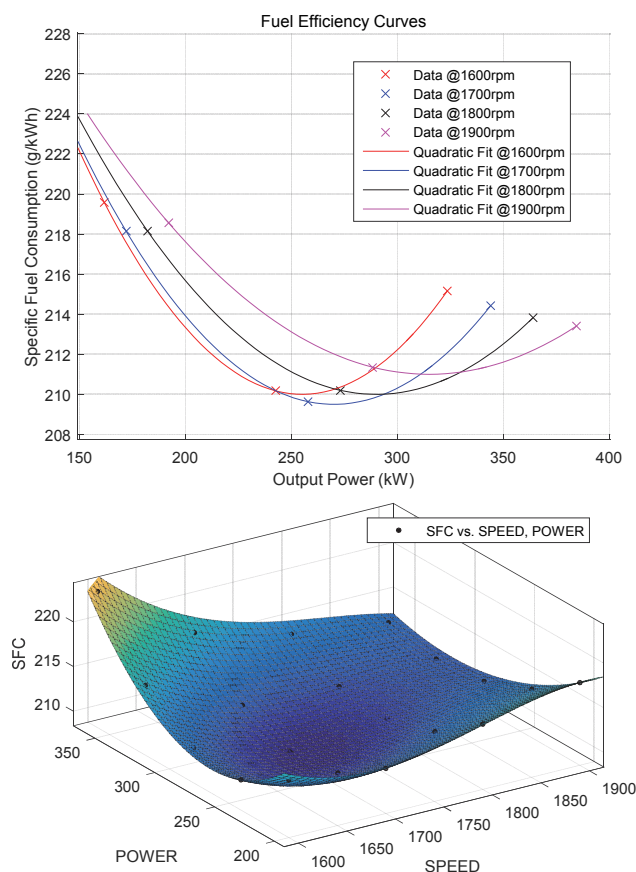 Fuel Efficiency Curves
228
226
224
222
220
218
216
214
212
210
208
Specific Fuel Consumption (g/kWh)
Data @1600rpm
Data @1700rpm
Data @1800rpm
Data @1900rpm
Quadratic Fit @1600rpm
Quadratic Fit @1700rpm
Quadratic Fit @1800rpm
Quadratic Fit @1900rpm
150 200 250 300 350 400
Output Power (kW)
SFC vs. SPEED, POWER
220
215
210
SFC
350
300
250
200
POWER
1600
1650
1700
1750
1800
1850
1900
SPEED